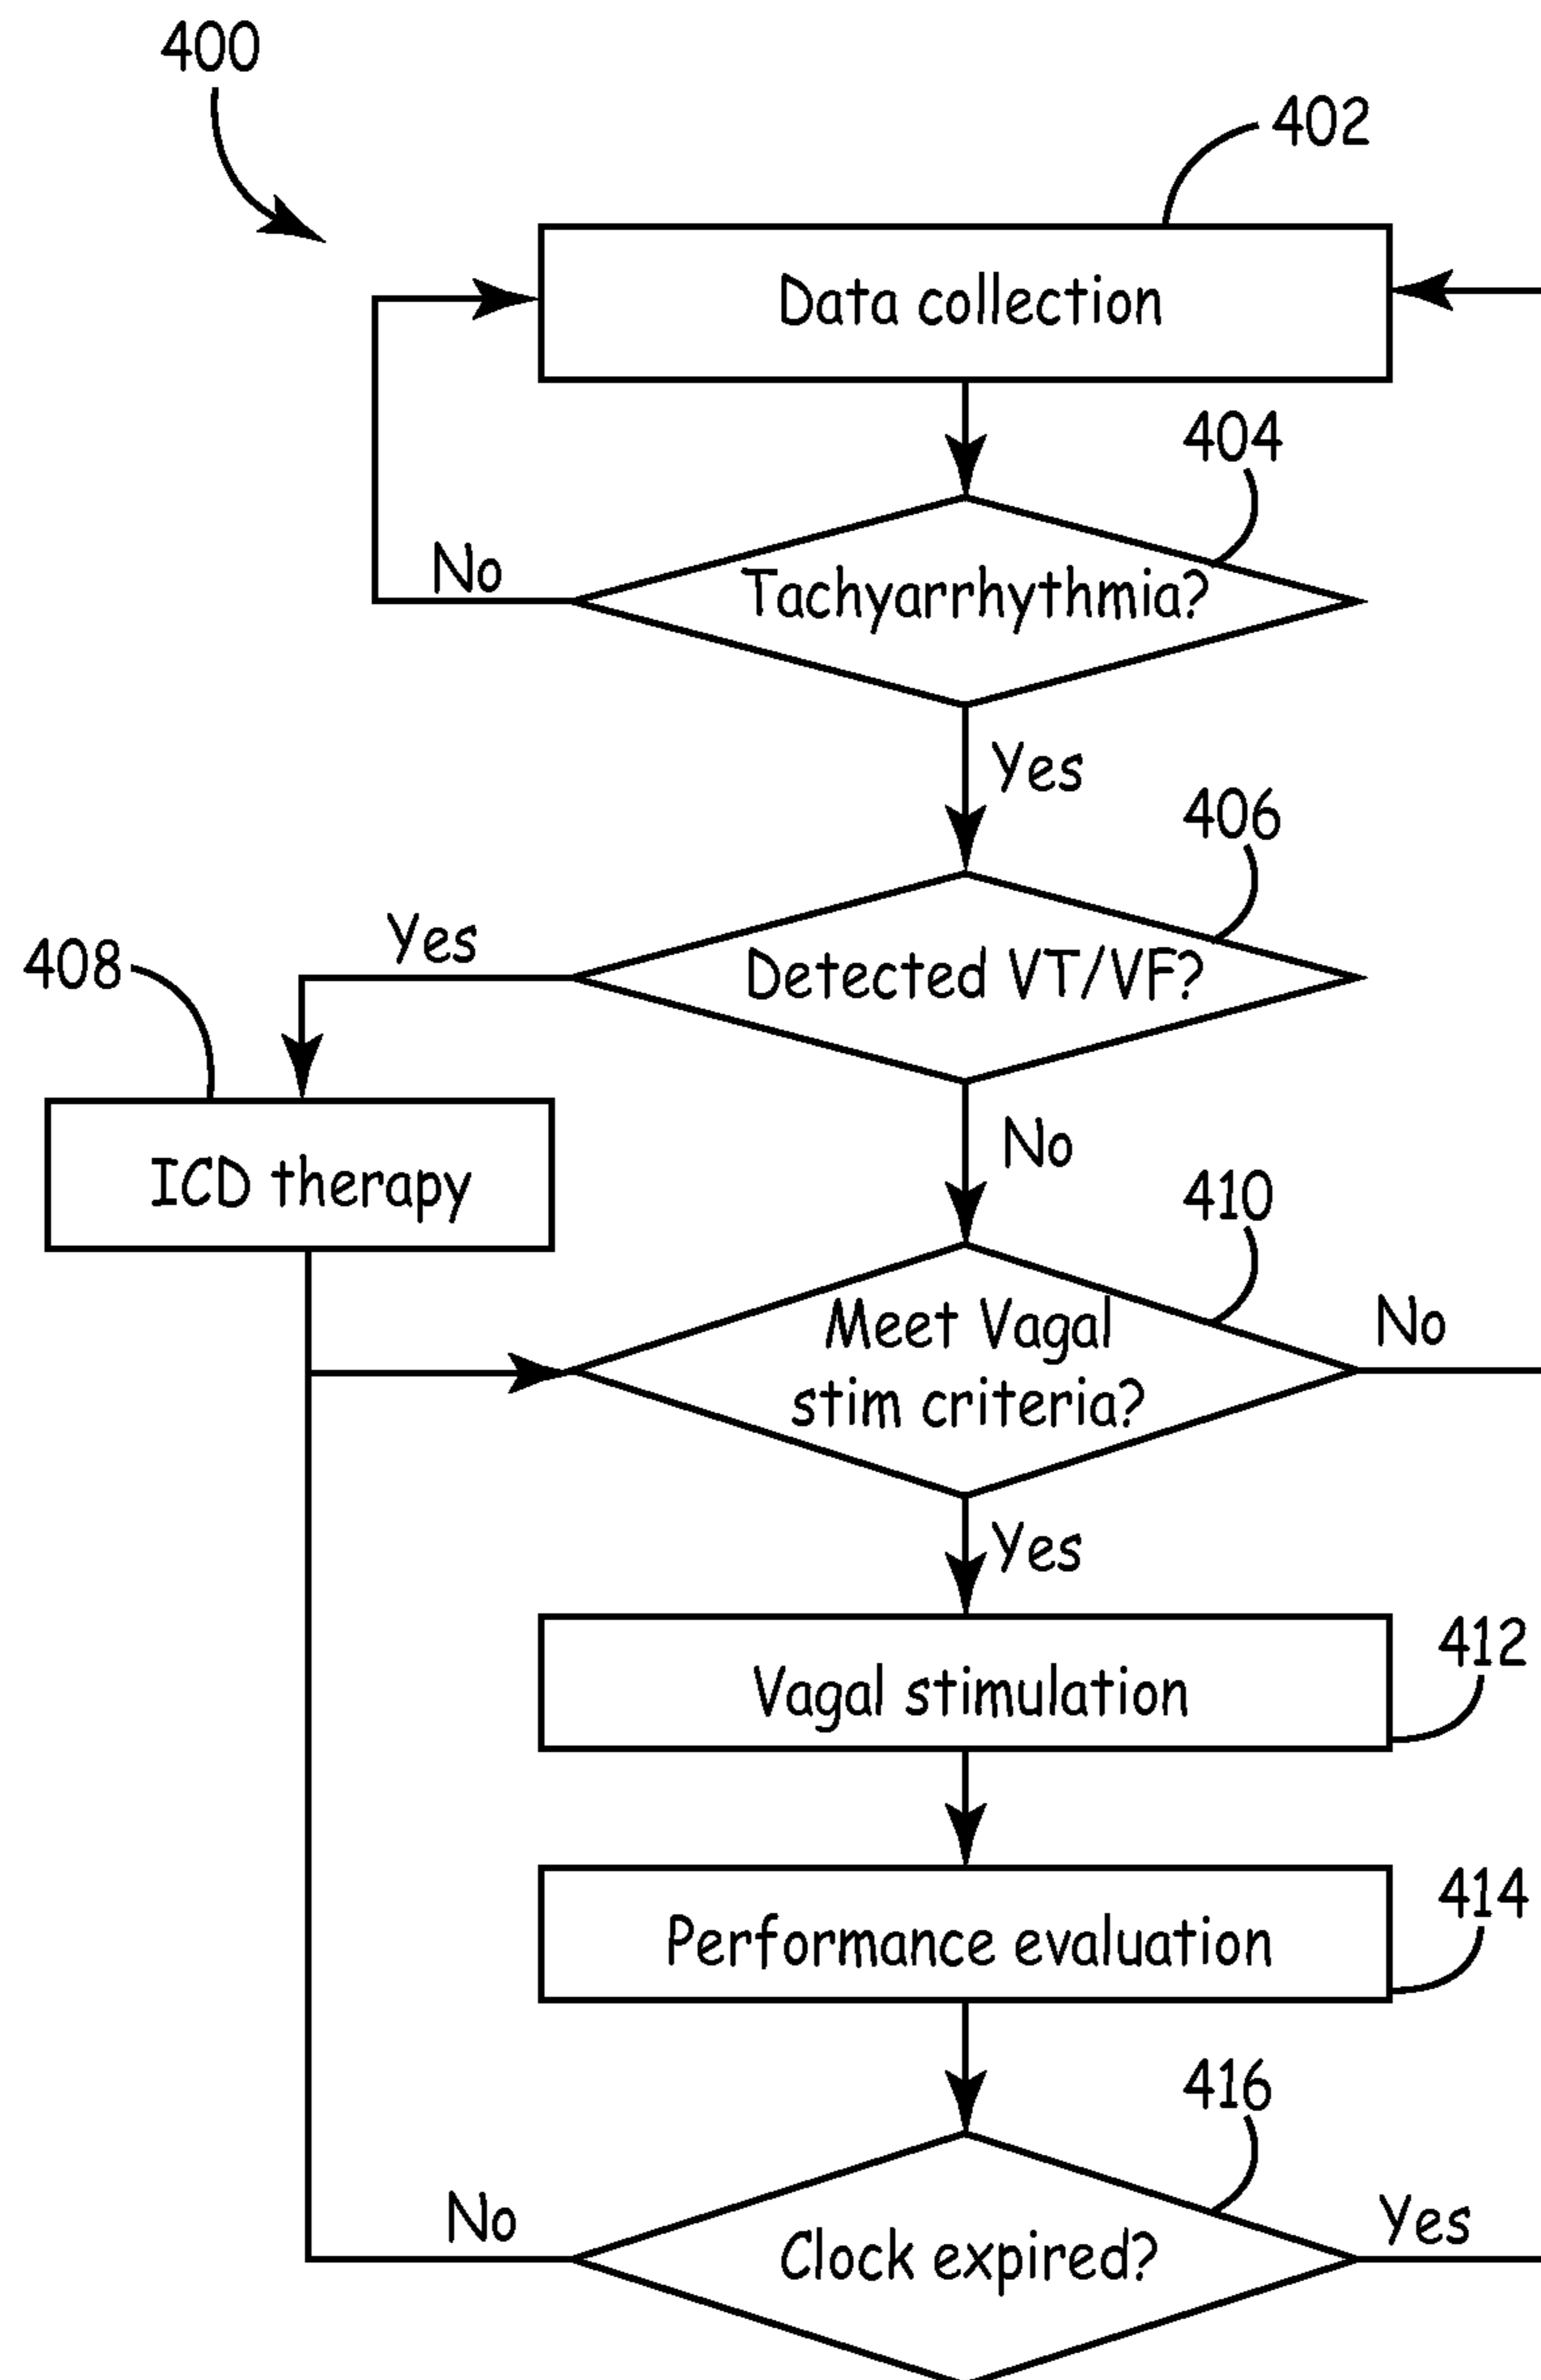 400
402
Data collection
404
No
Tachyarrhythmia?
Yes
406
Yes
408
Detected VT/VF?
No
ICD therapy
410
Meet Vagal
stim criteria?
No
Yes
412
Vagal stimulation
414
Performance evaluation
416
No
Clock expired?
Yes